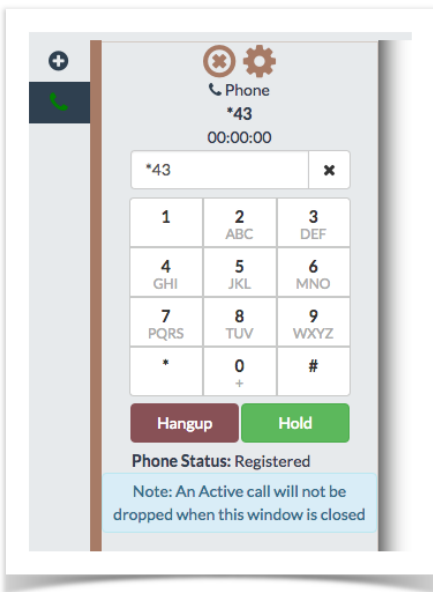 Phone
*43
00:00:00
*43
1 2 3
ABC DEF
4 5 6
GHI JKL MNO
7 8 9
PQRS TUV WXYZ
* 0 #
+
Hangup Hold
Phone Status: Registered
Note: An Active call will not be
dropped when this window is closed